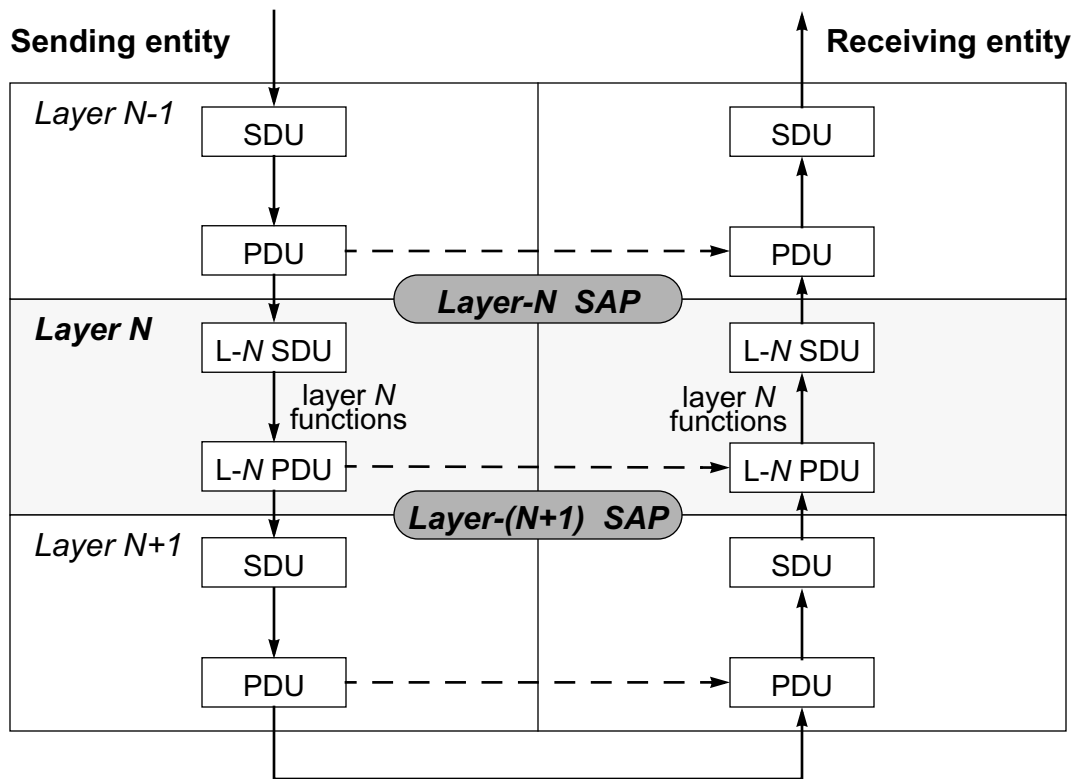 Sending entity
Receiving entity
Layer N-1
SDU
SDU
PDU
PDU
Layer-N SAP
Layer N
L-N SDU
L-N SDU
layer N
functions
layer N
functions
L-N PDU
L-N PDU
Layer-(N+1) SAP
Layer N+1
SDU
SDU
PDU
PDU